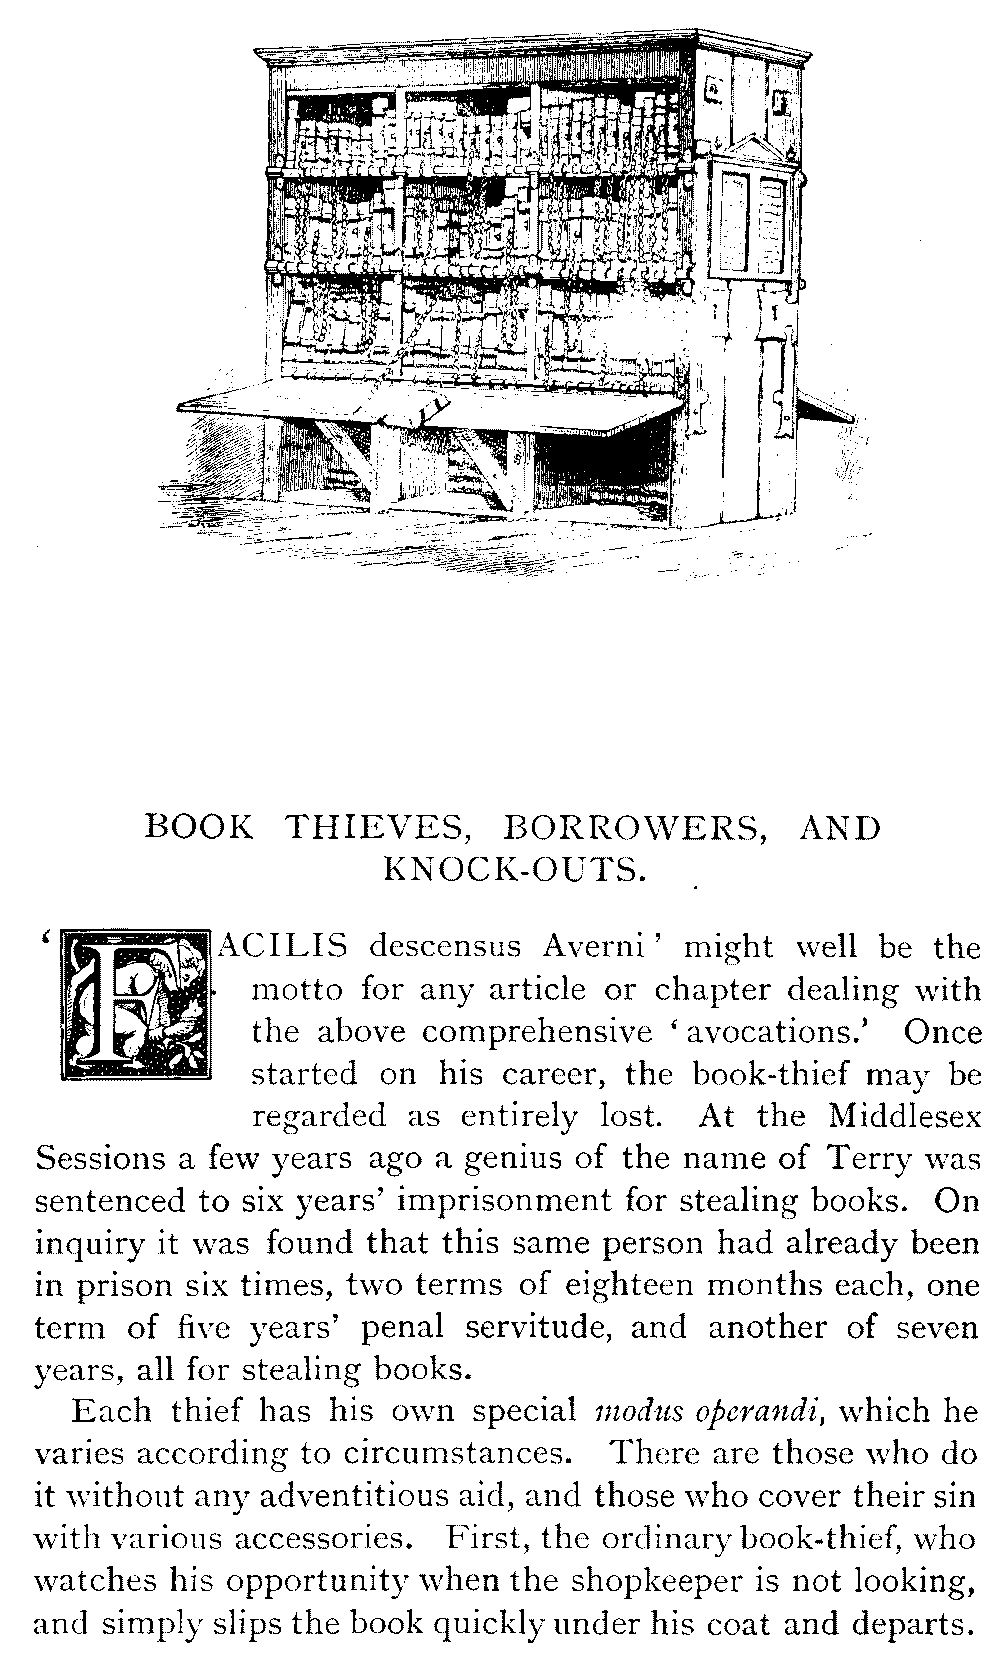 BOOK THIEVES, BORROWERS, AND
KNOCK-OUTS.
‘FACILIS descensus Averni’ might well be the
motto for any article or chapter dealing with
the above comprehensive ‘avocations.’ Once
started on his career, the book-thief may be
regarded as entirely lost. At the Middlesex
Sessions a few years ago a genius of the name of Terry was
sentenced to six years’ imprisonment for stealing books. On
inquiry it was found that this same person had already been
in prison six times, two terms of eighteen months each, one
term of five years’ penal servitude, and another of seven
years, all for stealing books.
Each thief has his own special modus operandi, which he
varies according to circumstances. There are those who do
it without any adventitious aid, and those who cover their sin
with various accessories. First, the ordinary book-thief, who
watches his opportunity when the shopkeeper is not looking,
and simply slips the book quickly under his coat and departs.